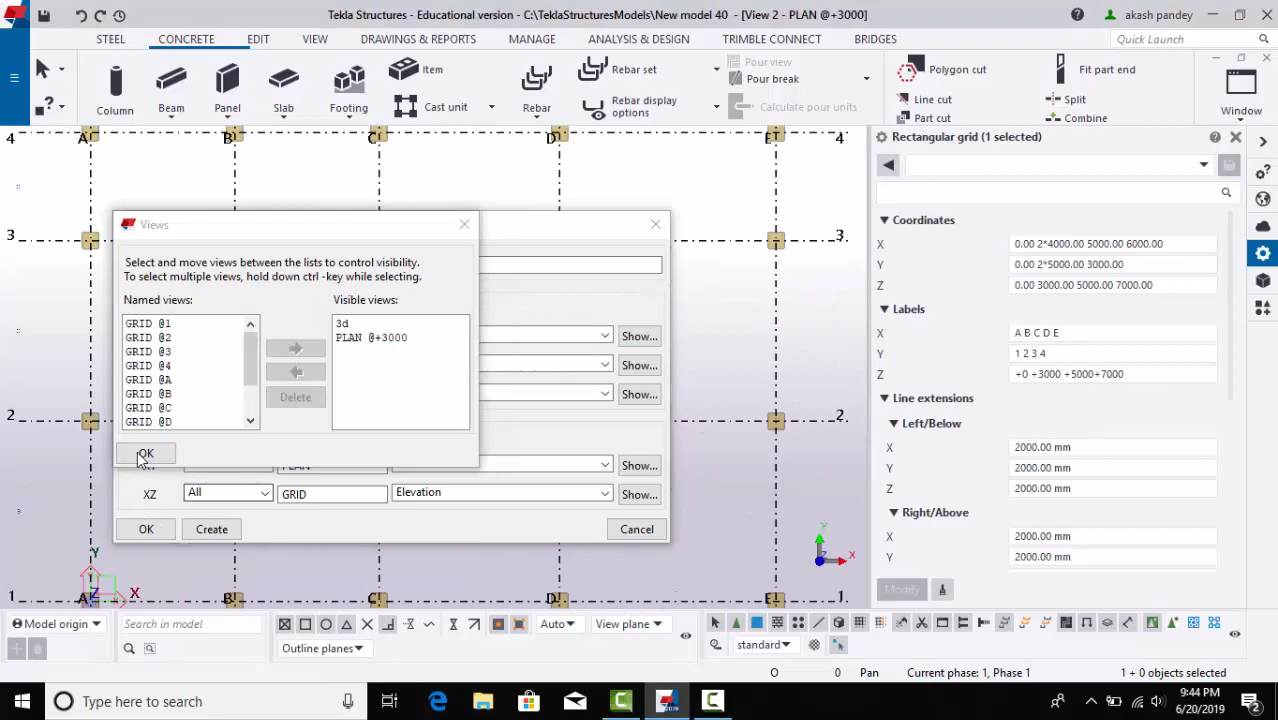 Tekla Structures - Educational version - [C:\TeklaStructuresModels\New model 40 - [View 2 - PLAN @+3000]
akash pandey
STEEL CONCRETE EDIT VIEW DRAWINGS & REPORTS MANAGE ANALYSIS & DESIGN TRIMBLE CONNECT BRIDGES
Quick Launch
Column Beam Panel Slab Footing
Item
Cast unit
Rebar
Rebar set
Rebar display options
Pour view
Pour break
Calculate pour units
Polygon cut
Line cut
Part cut
Fit part end
Split
Combine
Window
4 A B C D E 4
3 3
2 2
1 A B C D E 1
Views
Select and move views between the lists to control visibility.
To select multiple views, hold down ctrl -key while selecting.
Named views: Visible views:
GRID @1
GRID @2
GRID @3
GRID @4
GRID @A
GRID @B
GRID @C
GRID @D
3d
PLAN @+3000
Delete
OK
Show...
Show...
Show...
PLAN Show...
XZ All GRID Elevation Show...
OK Create Cancel
Y
Z X
Y
Z X
Rectangular grid (1 selected)
Coordinates
X 0.00 2*4000.00 5000.00 6000.00
Y 0.00 2*5000.00 3000.00
Z 0.00 3000.00 5000.00 7000.00
Labels
X A B C D E
Y 1 2 3 4
Z +0 +3000 +5000+7000
Line extensions
Left/Below
X 2000.00 mm
Y 2000.00 mm
Z 2000.00 mm
Right/Above
X 2000.00 mm
Y 2000.00 mm
Modify
Model origin Search in model Auto View plane
Outline planes
standard
O 0 Pan Current phase: 1, Phase 1 1 + 0 objects selected
Type here to search
9:44 PM
6/20/2019
2